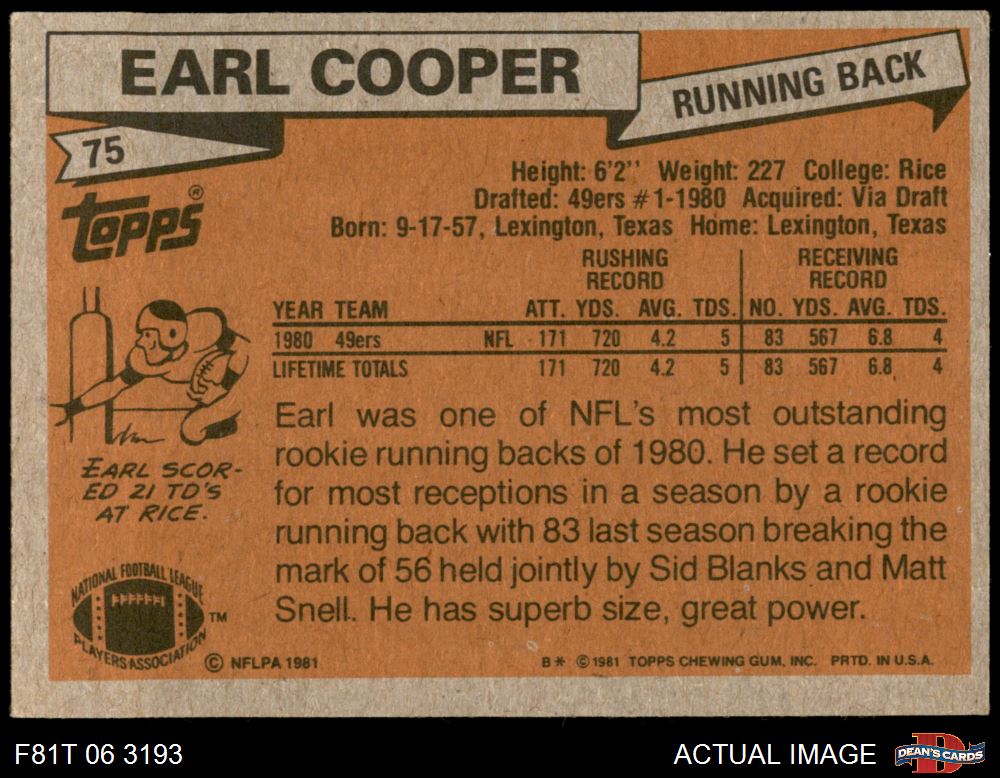 EARL COOPER
RUNNING BACK
75
TOPPS®
Height: 6'2'' Weight: 227 College: Rice
Drafted: 49ers #1-1980 Acquired: Via Draft
Born: 9-17-57, Lexington, Texas Home: Lexington, Texas
RUSHING RECORD RECEIVING RECORD
YEAR TEAM ATT. YDS. AVG. TDS. NO. YDS. AVG. TDS.
1980 49ers NFL 171 720 4.2 5 83 567 6.8 4
LIFETIME TOTALS 171 720 4.2 5 83 567 6.8 4
Earl was one of NFL's most outstanding
rookie running backs of 1980. He set a record
for most receptions in a season by a rookie
running back with 83 last season breaking the
mark of 56 held jointly by Sid Blanks and Matt
Snell. He has superb size, great power.
EARL SCOR-
ED 21 TD'S
AT RICE.
NATIONAL FOOTBALL LEAGUE
PLAYERS ASSOCIATION
TM
© NFLPA 1981
B* © 1981 TOPPS CHEWING GUM, INC. PRTD. IN U.S.A.
F81T 06 3193
ACTUAL IMAGE
DEAN'S CARDS